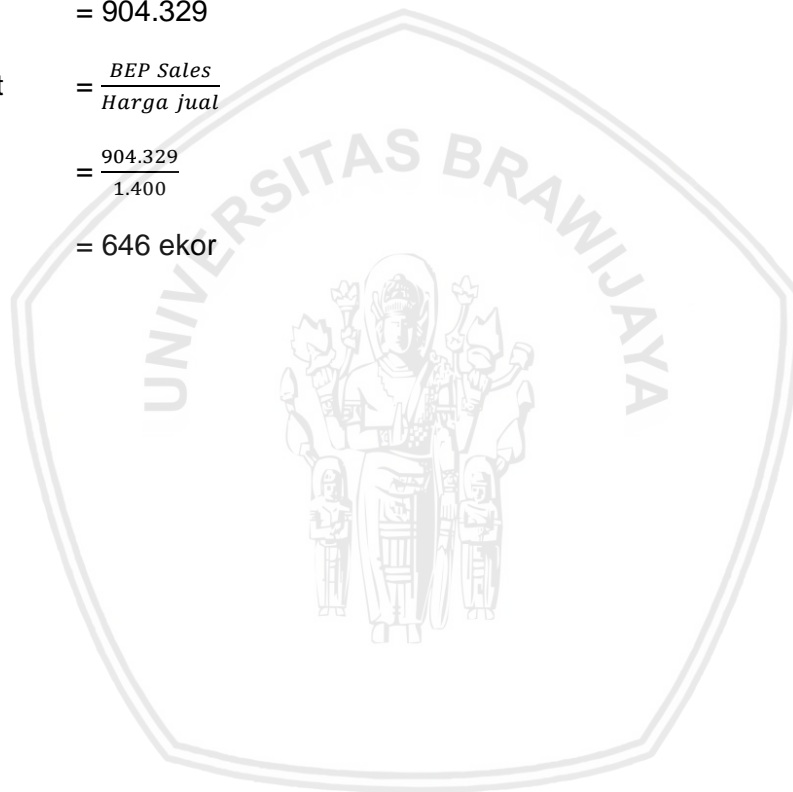 = 904.329
t = BEP Sales / Harga jual
= 904.329 / 1.400
= 646 ekor
UNIVERSITAS BRAWIJAYA